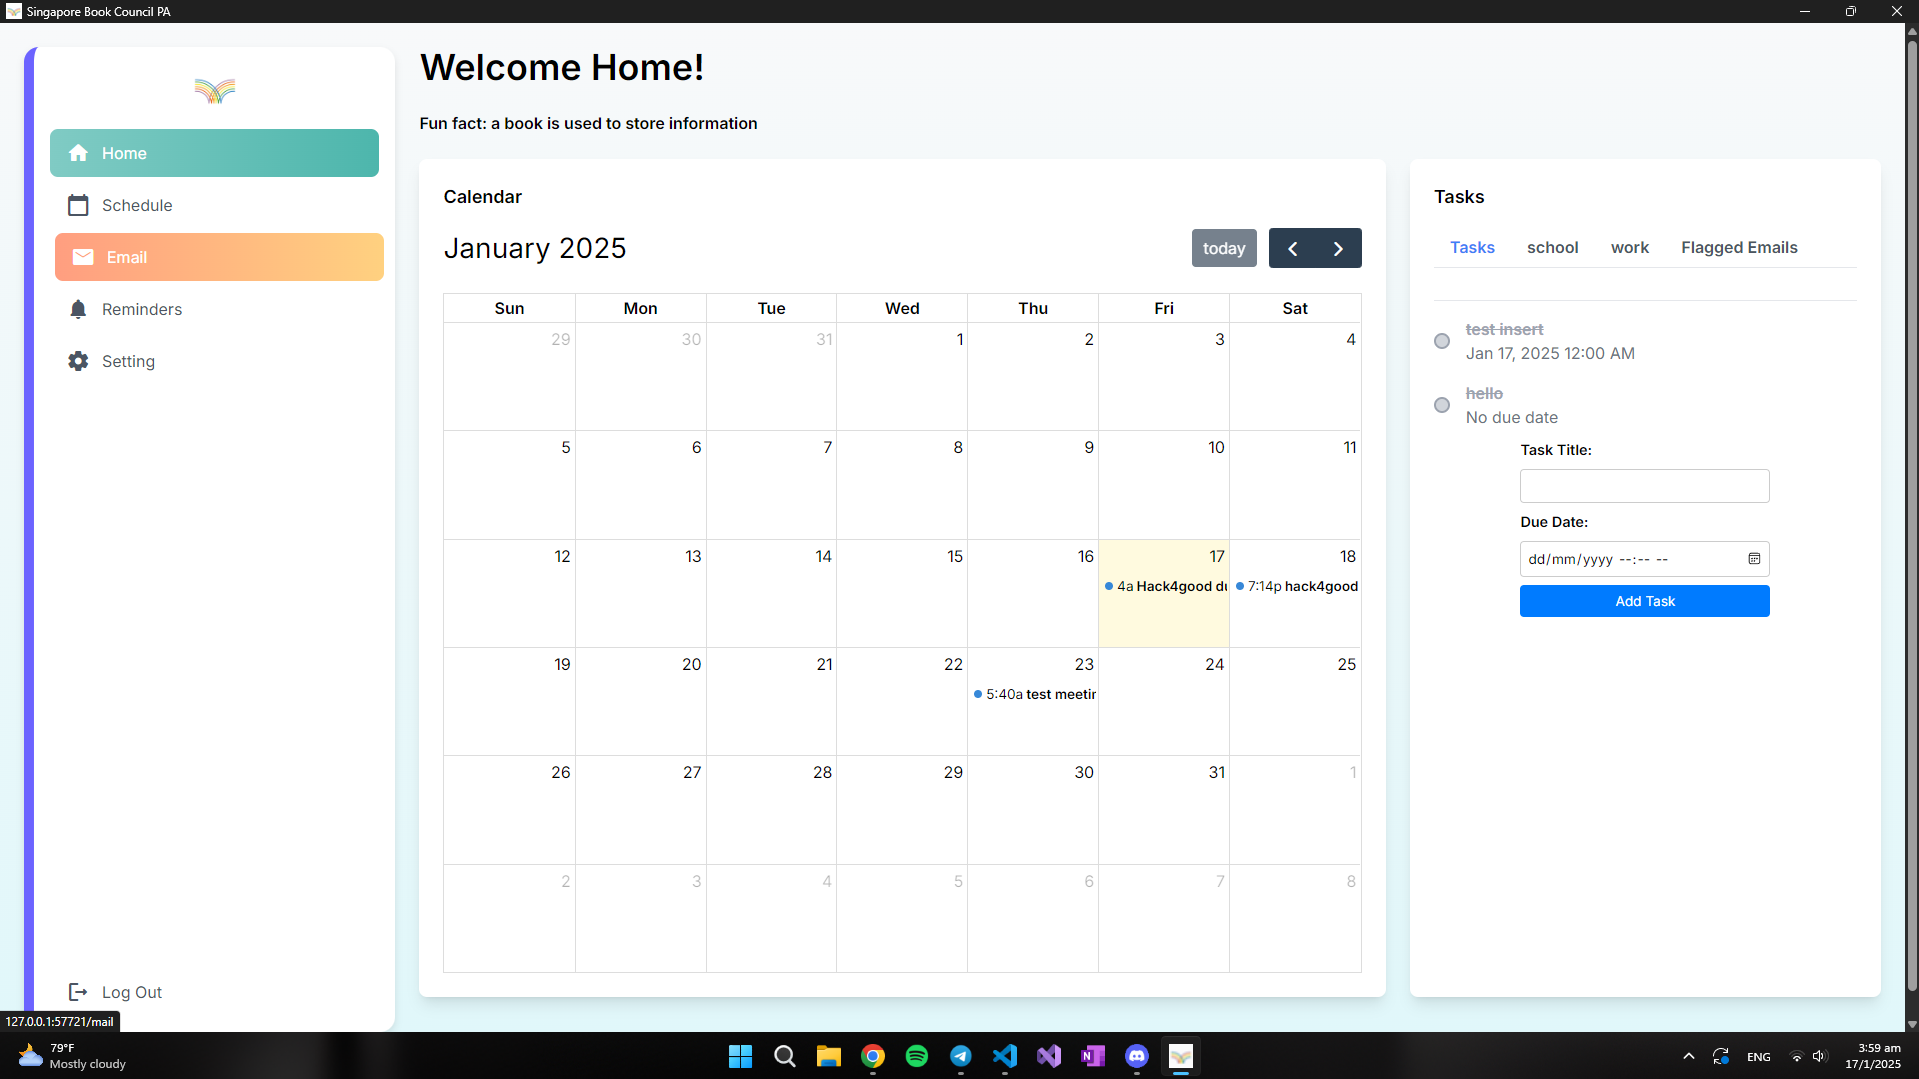 Singapore Book Council PA
Home
Schedule
Email
Reminders
Setting
Log Out
127.0.0.1:57721/mail
Welcome Home!
Fun fact: a book is used to store information
Calendar
January 2025
today
Sun Mon Tue Wed Thu Fri Sat
29 30 31 1 2 3 4
5 6 7 8 9 10 11
12 13 14 15 16 17 18
4a Hack4good du 7:14p hack4good
19 20 21 22 23 24 25
5:40a test meetin
26 27 28 29 30 31 1
2 3 4 5 6 7 8
Tasks
Tasks school work Flagged Emails
test insert
Jan 17, 2025 12:00 AM
hello
No due date
Task Title:
Due Date:
dd/mm/yyyy --:-- --
Add Task
79°F
Mostly cloudy
N
ENG
3:59 am
17/1/2025